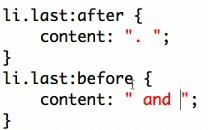 li.last:after {
    content: ". ";
}
li.last:before {
    content: " and ";
}